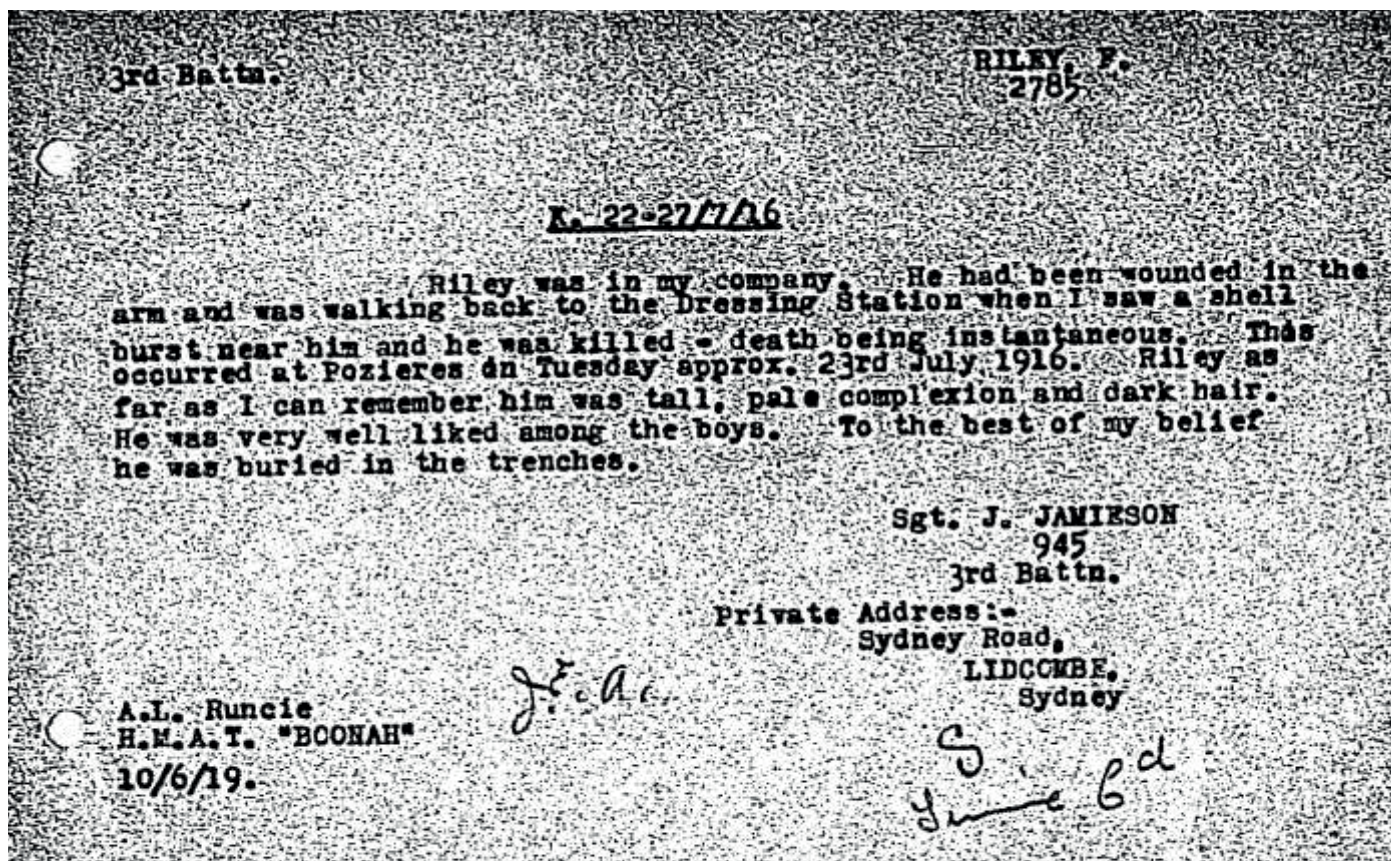 3rd Battn.
RILEY, F.
2785
K. 22-27/7/16
Riley was in my company. He had been wounded in the
arm and was walking back to the Dressing Station when I saw a shell
burst near him and he was killed - death being instantaneous. This
occurred at Pozieres on Tuesday approx. 23rd July 1916. Riley as
far as I can remember him was tall, pale complexion and dark hair.
He was very well liked among the boys. To the best of my belief
he was buried in the trenches.
Sgt. J. JAMIESON
945
3rd Battn.
Private Address:-
Sydney Road,
LIDCOMBE,
Sydney
A.L. Runcie
H.M.A.T. "BOONAH"
10/6/19.
S.